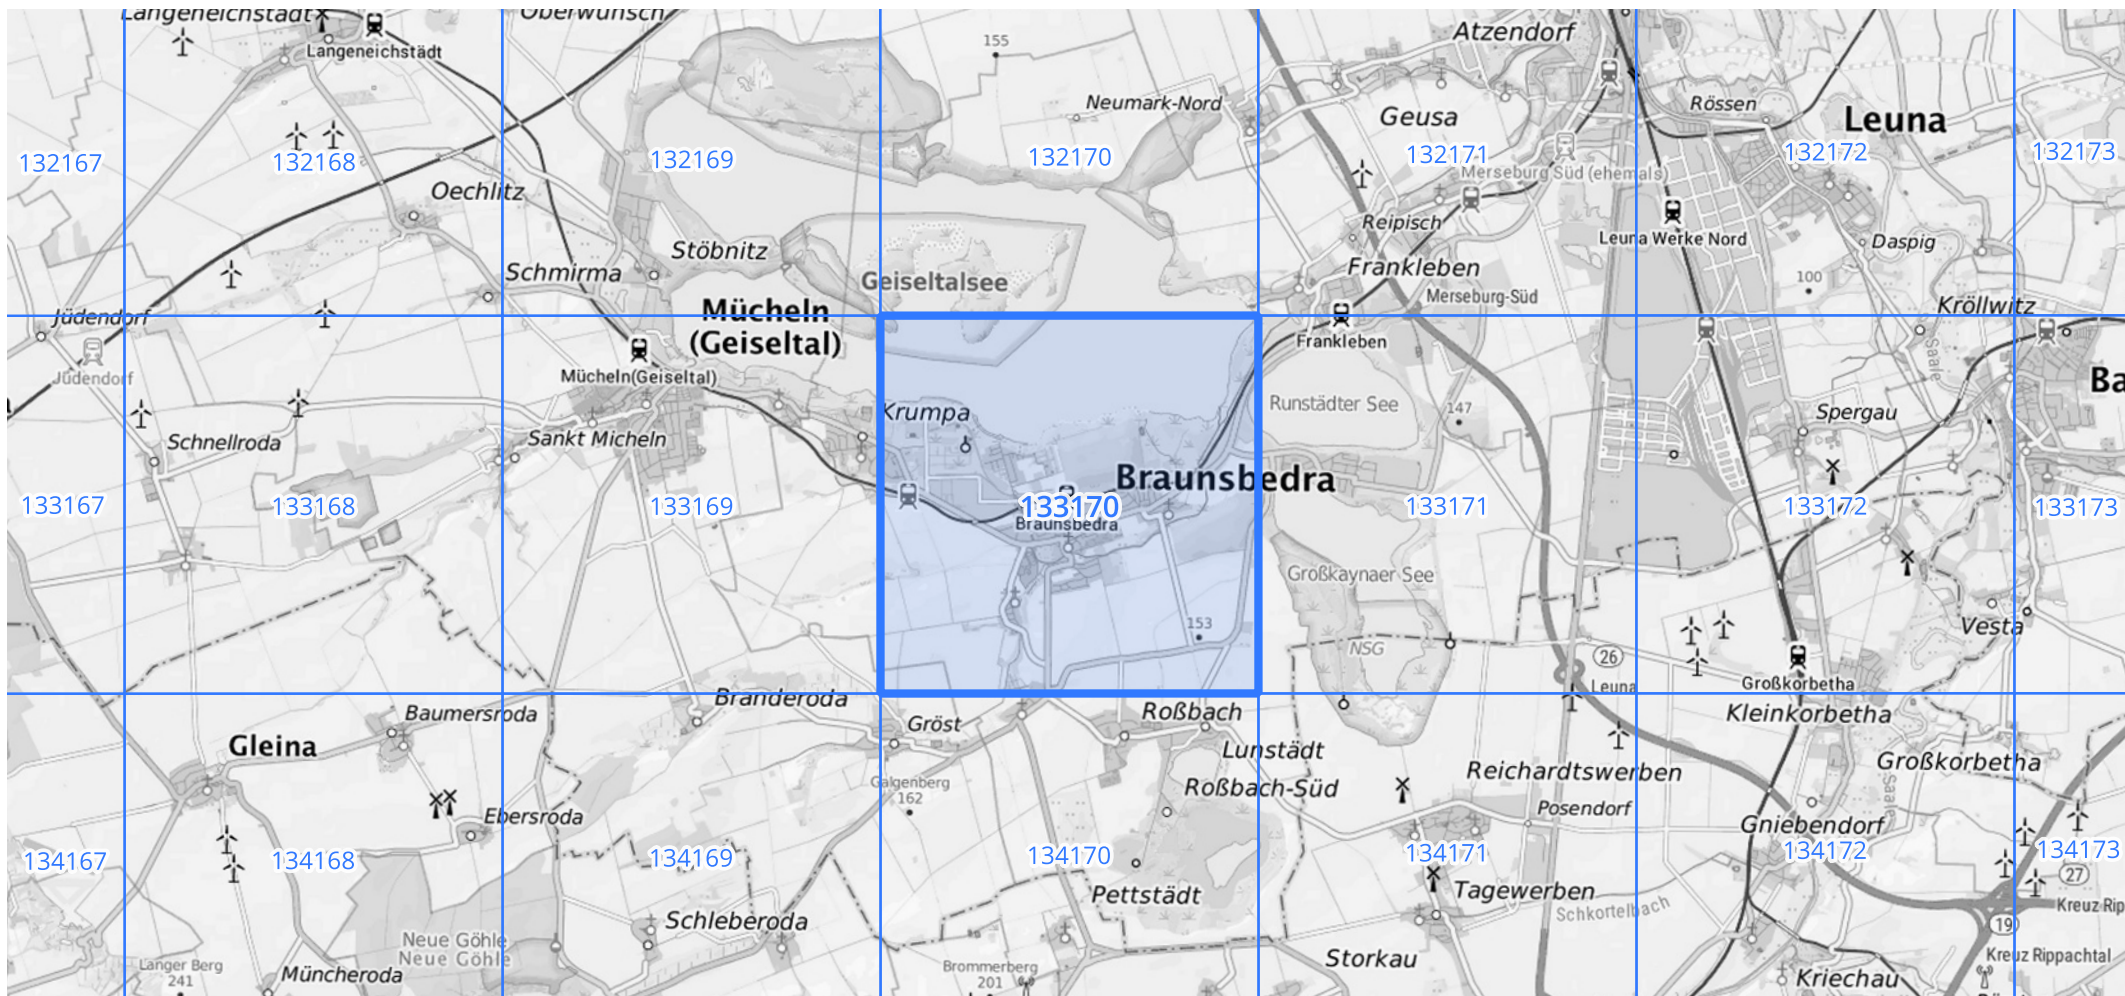 Langeneichstädt
Oberwünsch
Langeneichstädt
155
Neumark-Nord
Atzendorf
Geusa
Rössen
Leuna
132167
132168
132169
132170
132171
132172
132173
Merseburg Süd (ehemals)
Oechlitz
Reipisch
Leuna Werke Nord
Daspig
Stöbnitz
Schmirma
Geiseltalsee
Frankleben
Merseburg-Süd
100
Kröllwitz
Jüdendorf
Mücheln
(Geiseltal)
Jüdendorf
Mücheln(Geiseltal)
Frankleben
Saale
Ba
Krumpa
Runstädter See
147
Spergau
Schnellroda
Sankt Micheln
Braunsbedra
133167
133168
133169
133170
133171
133172
133173
Braunsbedra
Großkaynaer See
153
NSG
Vesta
26
Leuna
Großkorbetha
Branderoda
Baumersroda
Gleina
Gröst
Roßbach
Kleinkorbetha
Lunstädt
Galgenberg
162
Roßbach-Süd
Reichardtswerben
Großkorbetha
Saale
Posendorf
Ebersroda
Gniebendorf
134167
134168
134169
134170
134171
134172
134173
27
Pettstädt
Tagewerben
Schkortelbach
Kreuz Rip
19
Schleberoda
Neue Göhle
Neue Göhle
Storkau
Kreuz Rippachtal
Langer Berg
241
Müncheroda
Brommerberg
201
Kriechau